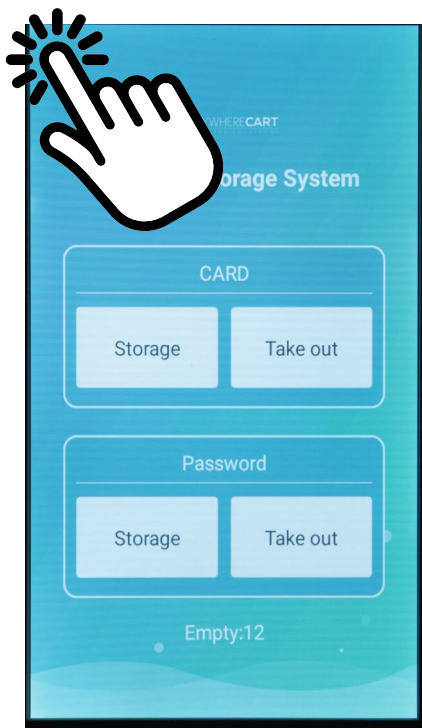 WHERECART
orage System
CARD
Storage
Take out
Password
Storage
Take out
Empty:12